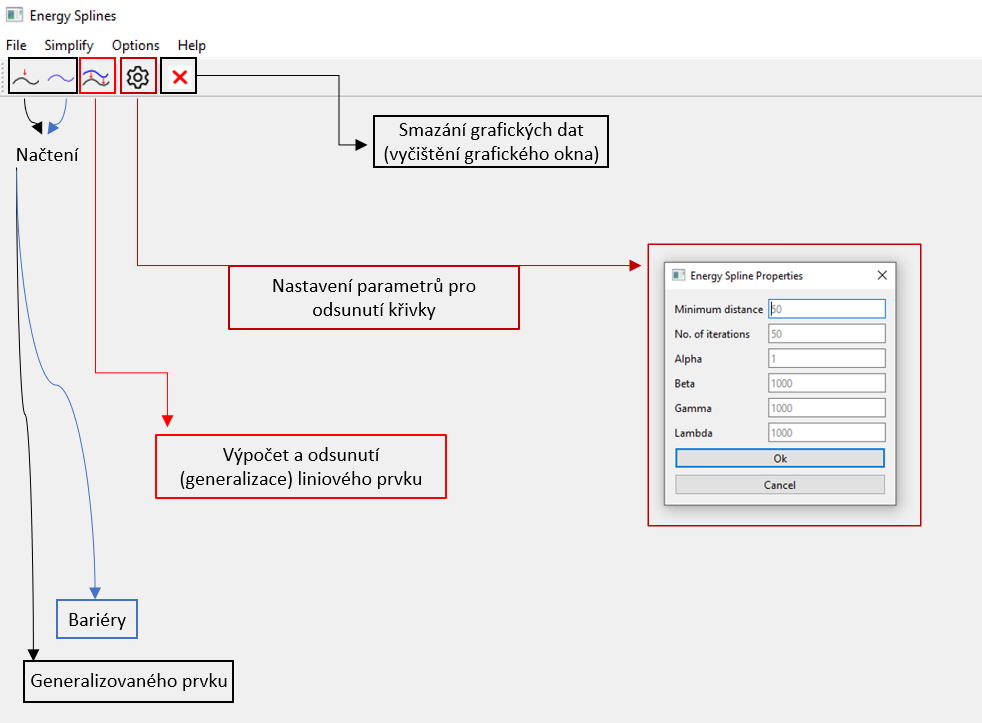 Energy Splines
File Simplify Options Help
Smazání grafických dat
(vyčištění grafického okna)
Načtení
Nastavení parametrů pro
odsunutí křivky
Energy Spline Properties
Minimum distance 50
No. of iterations 50
Alpha 1
Beta 1000
Gamma 1000
Lambda 1000
Ok
Cancel
Výpočet a odsunutí
(generalizace) liniového prvku
Bariéry
Generalizovaného prvku